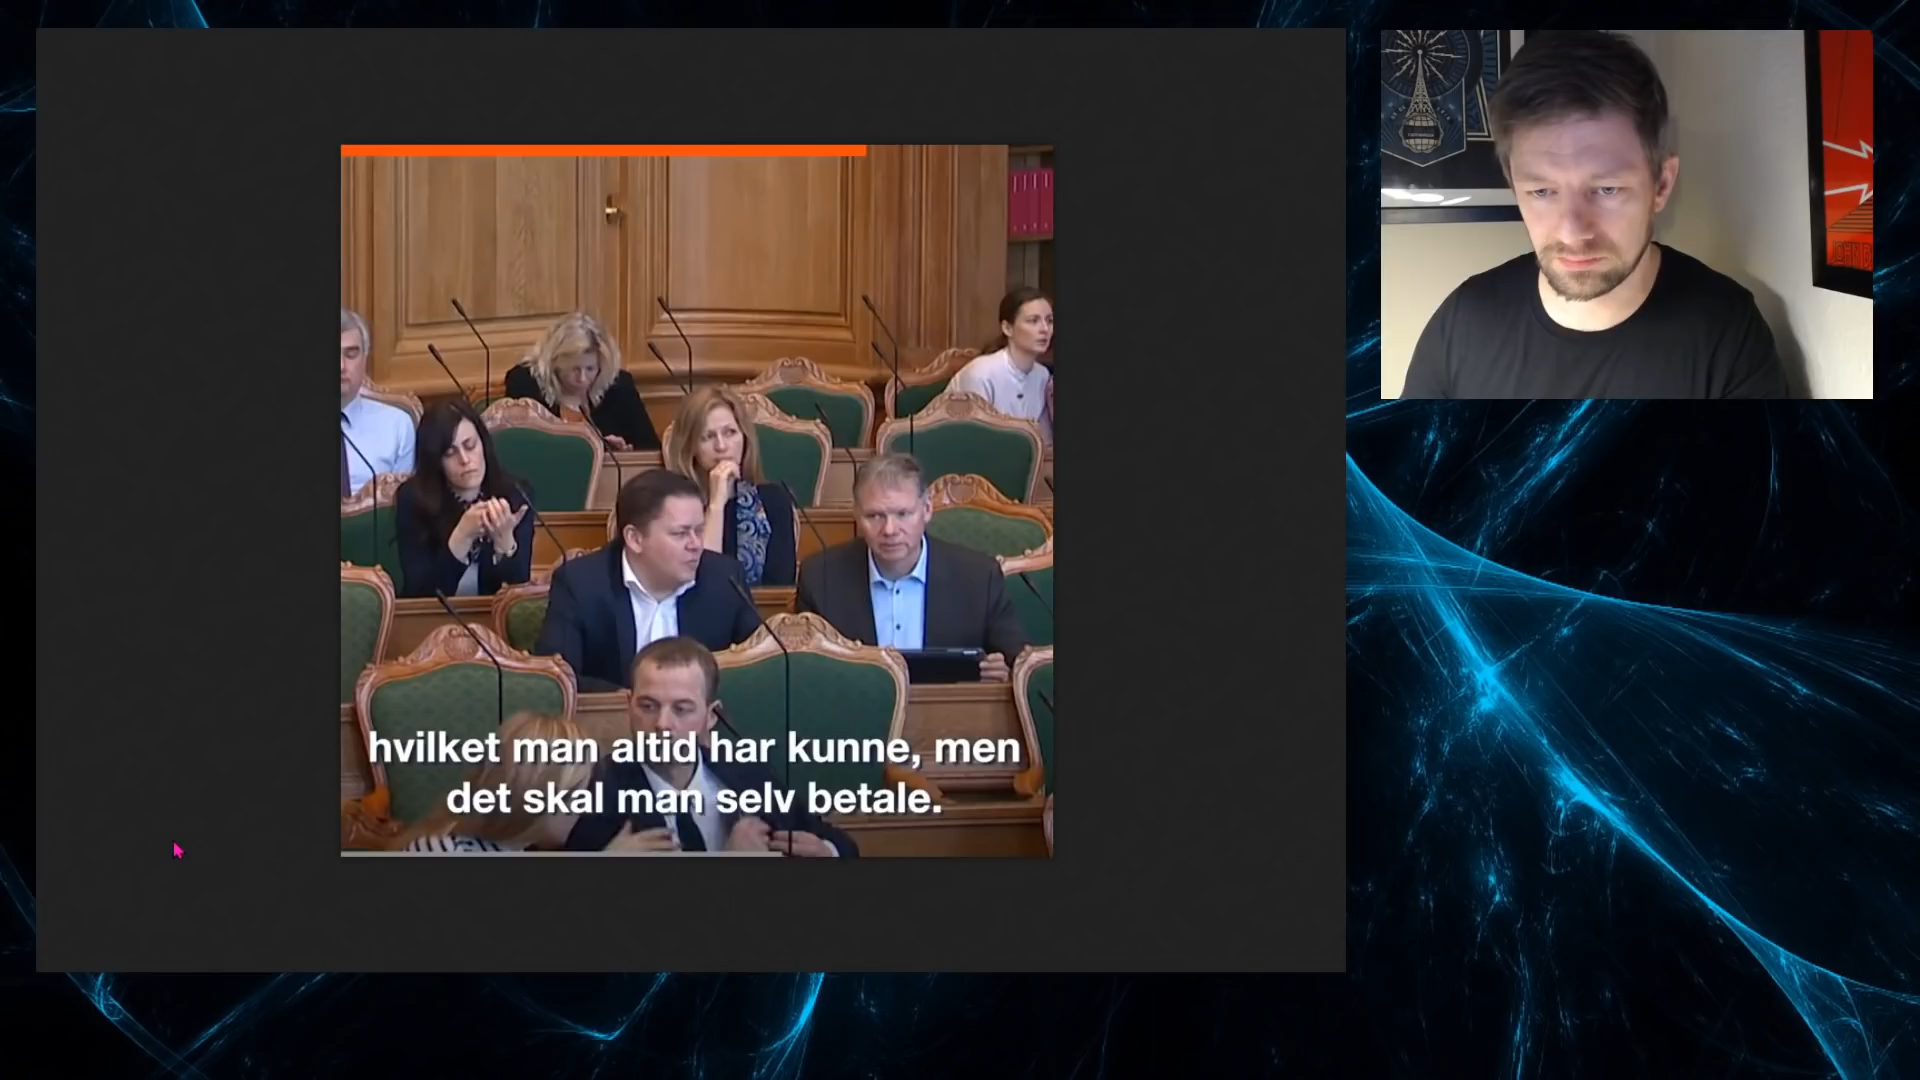 hvilket man altid har kunne, men
det skal man selv betale.